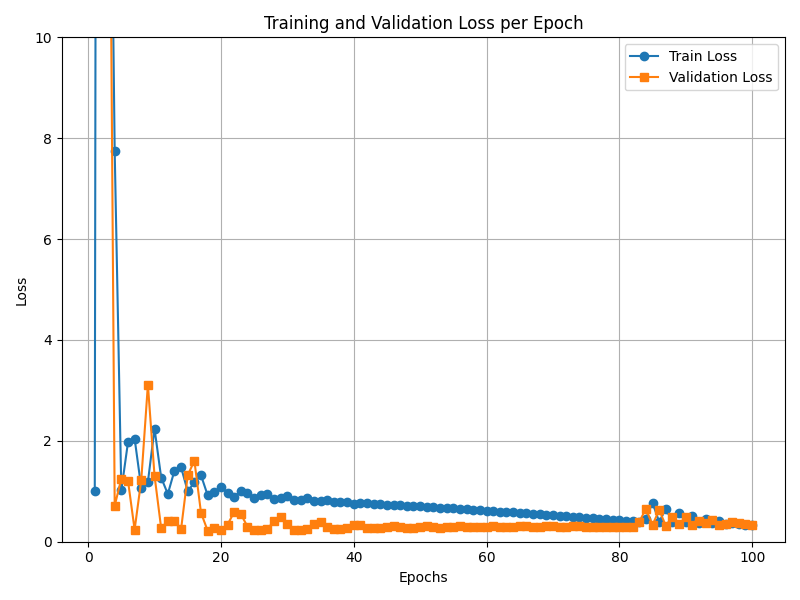 Training and Validation Loss per Epoch
Train Loss
Validation Loss
10
8
6
4
2
0
Loss
0 20 40 60 80 100
Epochs